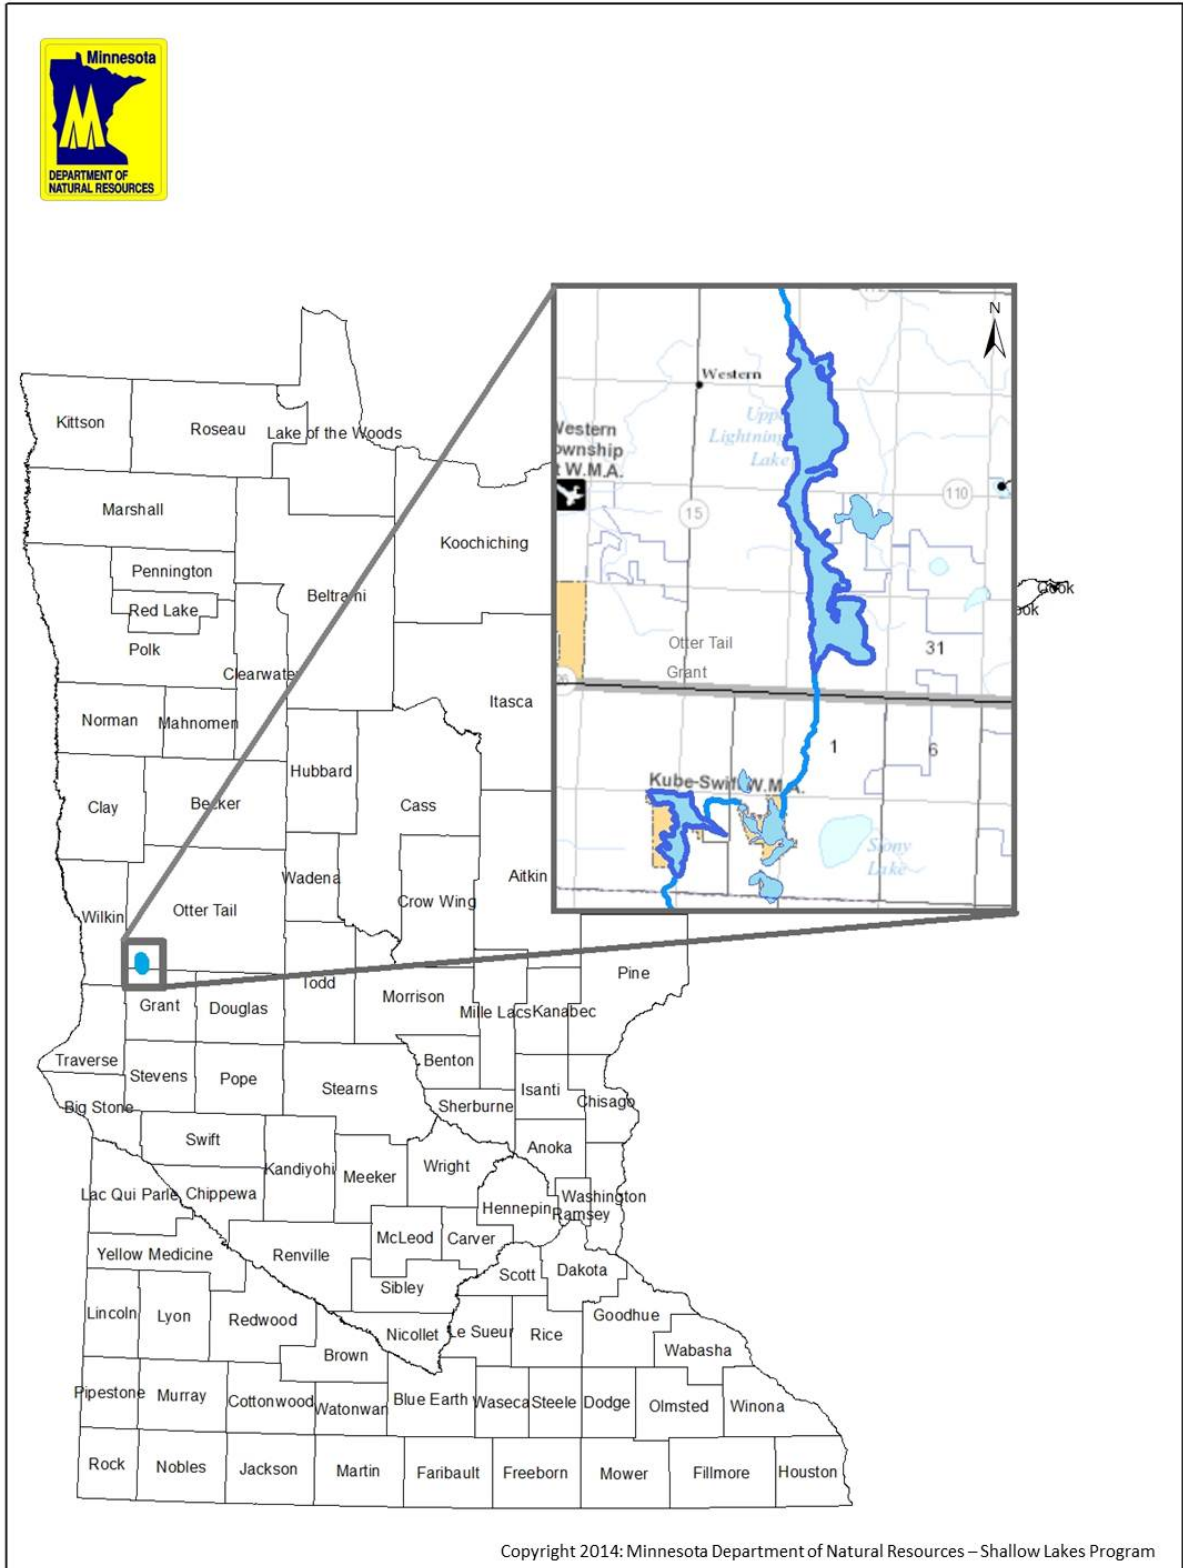 Minnesota
DEPARTMENT OF
NATURAL RESOURCES
N
Western
Upp
Lightning
Lake
Western
ownship
W.M.A.
110
15
Otter Tail
Grant
31
1
6
Kube-Swift W.M.A.
Stony
Lake
Kittson
Roseau
Lake of the Woods
Marshall
Koochiching
Pennington
Beltrami
Red Lake
Cook
ook
Polk
Clearwater
Itasca
Norman
Mahnomen
Hubbard
Clay
Becker
Cass
Wadena
Aitkin
Crow Wing
Wilkin
Otter Tail
Pine
Todd
Morrison
Grant
Douglas
Mille Lacs
Kanabec
Traverse
Benton
Stevens
Pope
Stearns
Isanti
Chisago
Big Stone
Sherburne
Swift
Anoka
Kandiyohi
Wright
Meeker
Lac Qui Parle
Chippewa
Washington
Hennepin
Ramsey
McLeod
Carver
Yellow Medicine
Renville
Scott
Dakota
Sibley
Lincoln
Lyon
Redwood
Goodhue
Nicollet
Le Sueur
Rice
Brown
Wabasha
Pipestone
Murray
Cottonwood
Watonwan
Blue Earth
Waseca
Steele
Dodge
Olmsted
Winona
Rock
Nobles
Jackson
Martin
Faribault
Freeborn
Mower
Fillmore
Houston
Copyright 2014: Minnesota Department of Natural Resources – Shallow Lakes Program